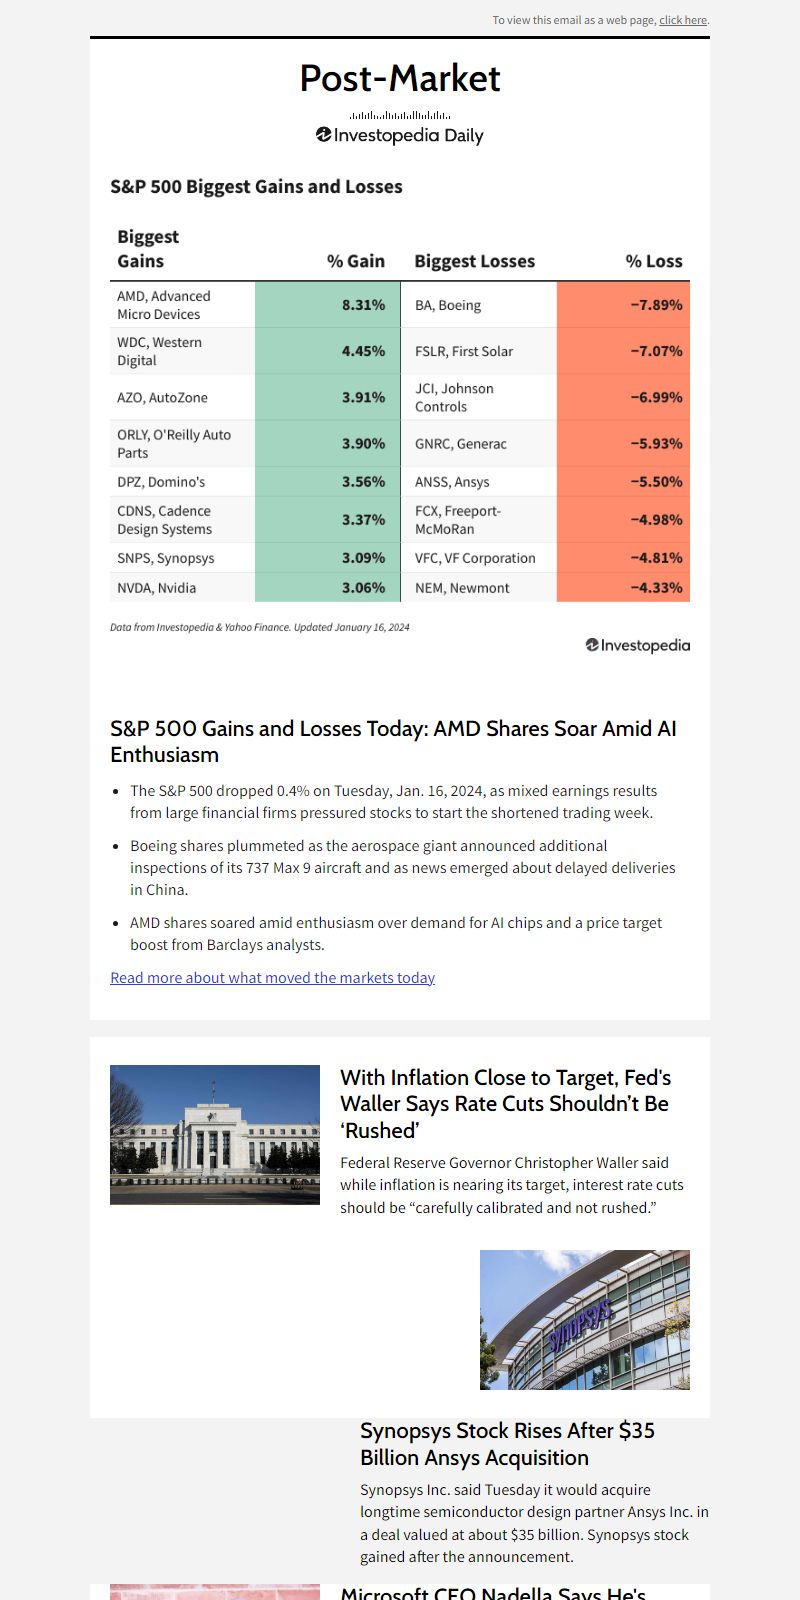 To view this email as a web page, click here.
Post-Market
Investopedia Daily
S&P 500 Biggest Gains and Losses
Biggest
Gains
% Gain
Biggest Losses
% Loss
AMD, Advanced
Micro Devices
8.31%
BA, Boeing
−7.89%
WDC, Western
Digital
4.45%
FSLR, First Solar
−7.07%
AZO, AutoZone
3.91%
JCI, Johnson
Controls
−6.99%
ORLY, O'Reilly Auto
Parts
3.90%
GNRC, Generac
−5.93%
DPZ, Domino's
3.56%
ANSS, Ansys
−5.50%
CDNS, Cadence
Design Systems
3.37%
FCX, Freeport-
McMoRan
−4.98%
SNPS, Synopsys
3.09%
VFC, VF Corporation
−4.81%
NVDA, Nvidia
3.06%
NEM, Newmont
−4.33%
Data from Investopedia & Yahoo Finance. Updated January 16, 2024
Investopedia
S&P 500 Gains and Losses Today: AMD Shares Soar Amid AI
Enthusiasm
• The S&P 500 dropped 0.4% on Tuesday, Jan. 16, 2024, as mixed earnings results
from large financial firms pressured stocks to start the shortened trading week.
• Boeing shares plummeted as the aerospace giant announced additional
inspections of its 737 Max 9 aircraft and as news emerged about delayed deliveries
in China.
• AMD shares soared amid enthusiasm over demand for AI chips and a price target
boost from Barclays analysts.
Read more about what moved the markets today
With Inflation Close to Target, Fed's
Waller Says Rate Cuts Shouldn’t Be
‘Rushed’
Federal Reserve Governor Christopher Waller said
while inflation is nearing its target, interest rate cuts
should be “carefully calibrated and not rushed.”
SYNOPSYS
Synopsys Stock Rises After $35
Billion Ansys Acquisition
Synopsys Inc. said Tuesday it would acquire
longtime semiconductor design partner Ansys Inc. in
a deal valued at about $35 billion. Synopsys stock
gained after the announcement.
Microsoft CEO Nadella Says He's